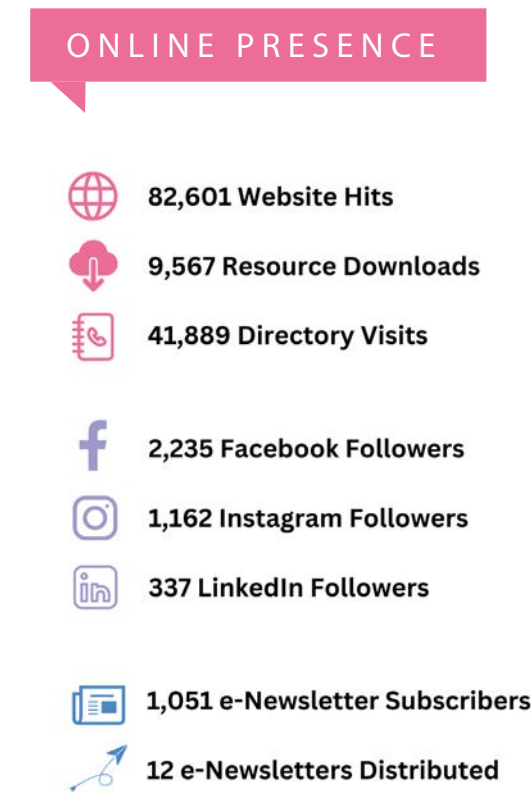 ONLINE PRESENCE
82,601 Website Hits
9,567 Resource Downloads
41,889 Directory Visits
2,235 Facebook Followers
1,162 Instagram Followers
337 LinkedIn Followers
1,051 e-Newsletter Subscribers
12 e-Newsletters Distributed